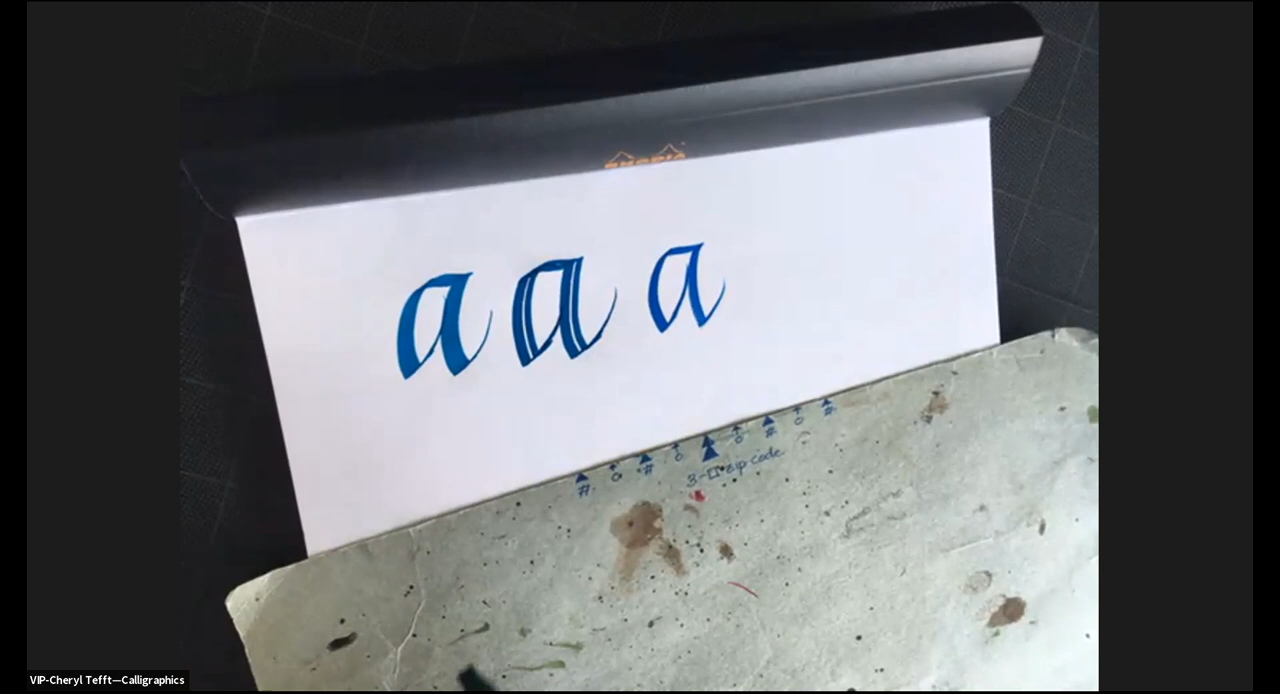 a a a
# o # o o # o #
3-□ zip code
VIP-Cheryl Tefft—Calligraphics